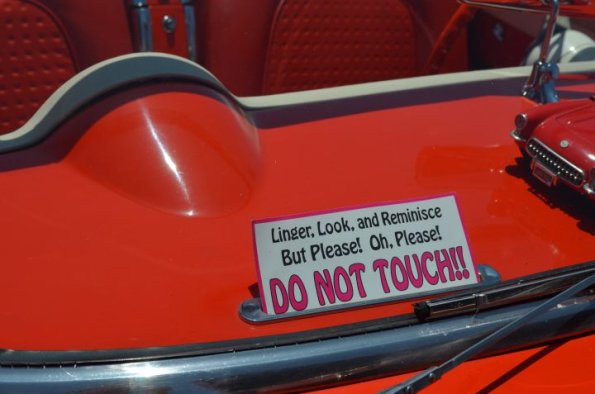 Linger, Look, and Reminisce
But Please! Oh, Please!
DO NOT TOUCH!!